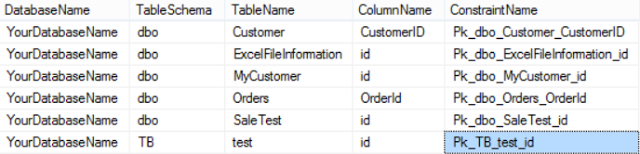 DatabaseName TableSchema TableName ColumnName ConstraintName
YourDatabaseName dbo Customer CustomerID Pk_dbo_Customer_CustomerID
YourDatabaseName dbo ExcelFileInformation id Pk_dbo_ExcelFileInformation_id
YourDatabaseName dbo MyCustomer id Pk_dbo_MyCustomer_id
YourDatabaseName dbo Orders OrderId Pk_dbo_Orders_OrderId
YourDatabaseName dbo SaleTest id Pk_dbo_SaleTest_id
YourDatabaseName TB test id Pk_TB_test_id